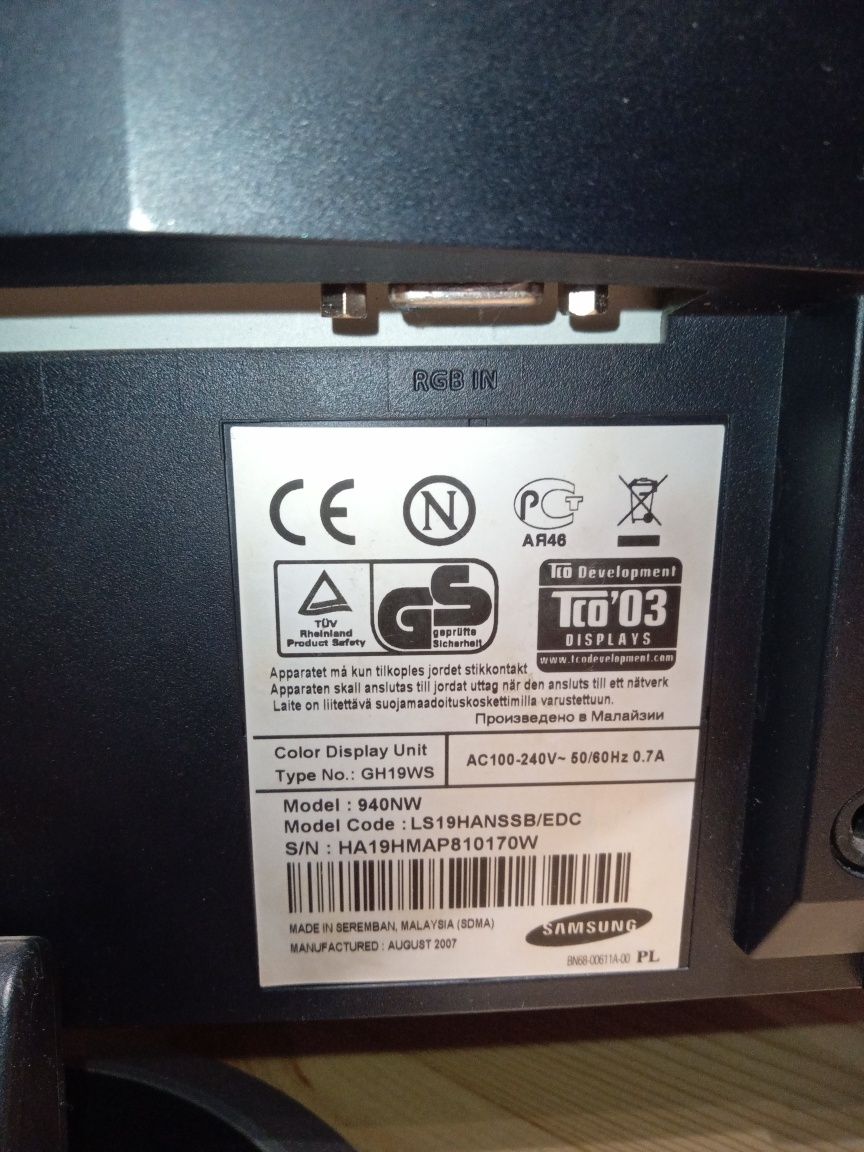 RGB IN
CE N PCT
АЯ46
TÜV
Rheinland
Product Safety
GS
geprüfte
Sicherheit
TCO Development
TCO'03
DISPLAYS
www.tcodevelopment.com
Apparatet må kun tilkoples jordet stikkontakt
Apparaten skall anslutas till jordat uttag når den ansluts till ett nätverk
Laite on liitettävä suojamaadoituskoskettimilla varustettuun.
Произведено в Малайзии
Color Display Unit
Type No.: GH19WS
AC100-240V~ 50/60Hz 0.7A
Model : 940NW
Model Code : LS19HANSSB/EDC
S/N : HA19HMAP810170W
MADE IN SEREMBAN, MALAYSIA (SDMA)
MANUFACTURED : AUGUST 2007
SAMSUNG
BN68-00611A-00 PL